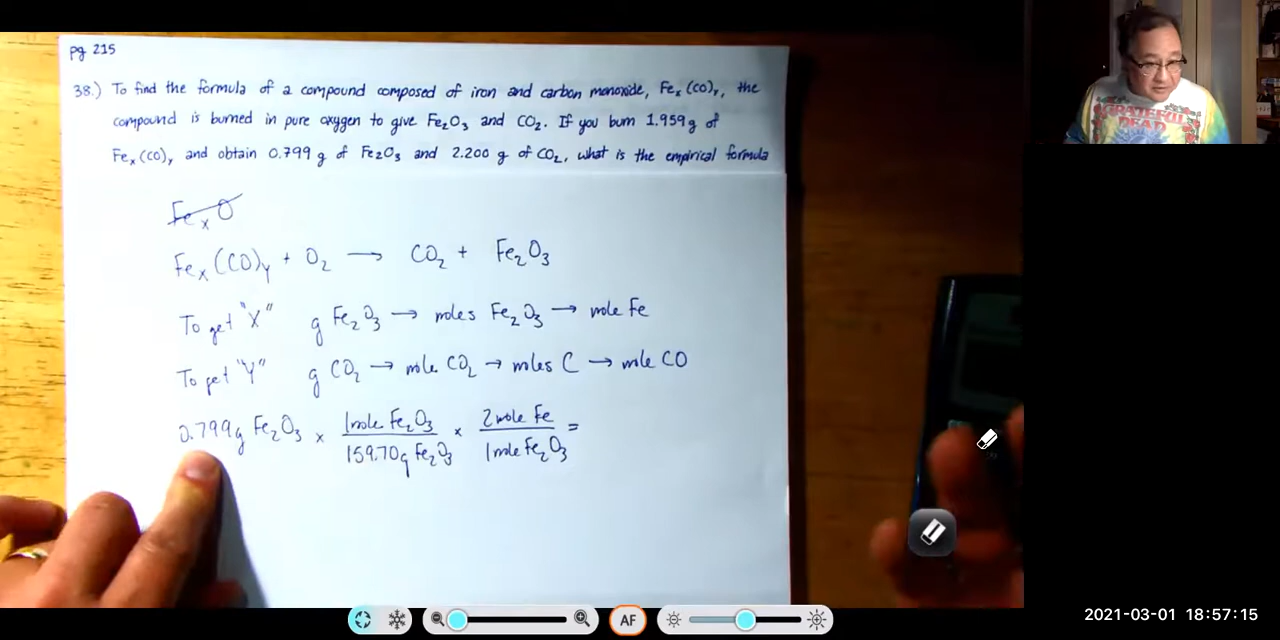 pg 215
38.) To find the formula of a compound composed of iron and carbon monoxide, Feₓ(CO)ᵧ, the
compound is burned in pure oxygen to give Fe₂O₃ and CO₂. If you burn 1.959 g of
Feₓ(CO)ᵧ and obtain 0.799 g of Fe₂O₃ and 2.200 g of CO₂, what is the empirical formula
FeₓO
Feₓ(CO)ᵧ + O₂ → CO₂ + Fe₂O₃
To get "X" g Fe₂O₃ → moles Fe₂O₃ → mole Fe
To get "Y" g CO₂ → mole CO₂ → moles C → mole CO
0.799g Fe₂O₃ × 1 mole Fe₂O₃ / 159.70g Fe₂O₃ × 2 mole Fe / 1 mole Fe₂O₃ =
GRATEFUL
DEAD
AF
2021-03-01 18:57:15